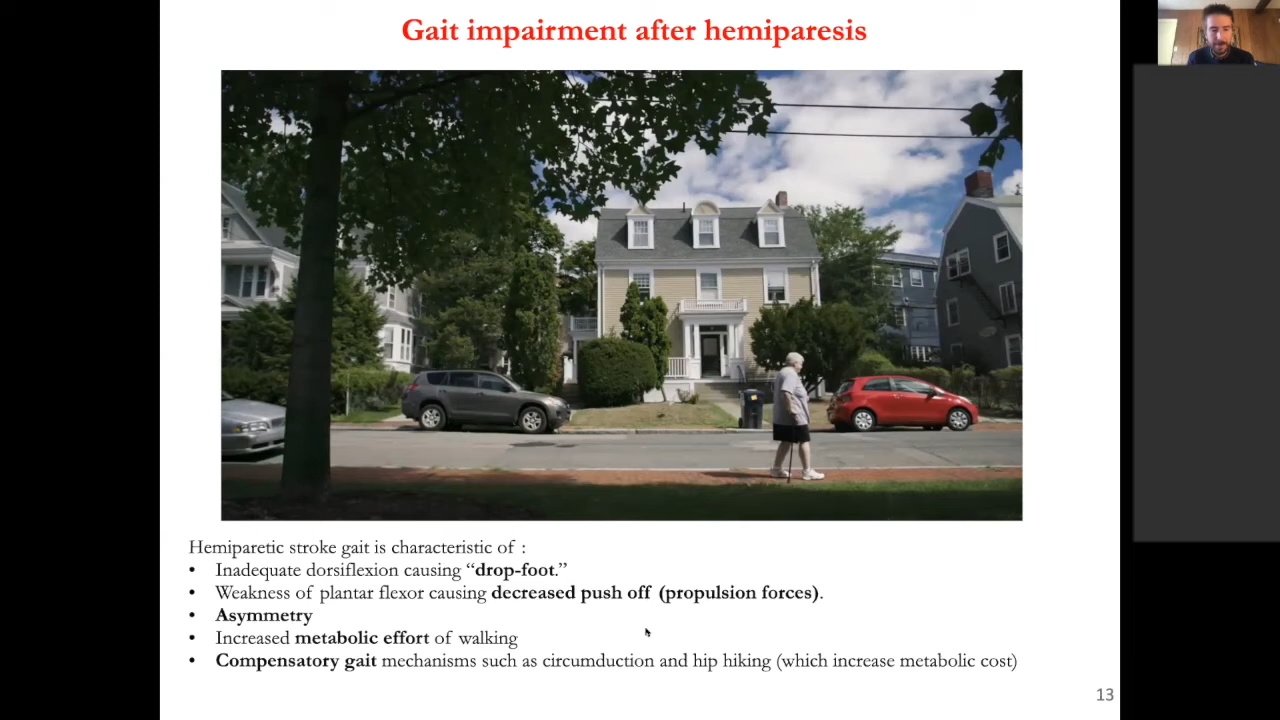 Gait impairment after hemiparesis
Hemiparetic stroke gait is characteristic of :
• Inadequate dorsiflexion causing “drop-foot.”
• Weakness of plantar flexor causing decreased push off (propulsion forces).
• Asymmetry
• Increased metabolic effort of walking
• Compensatory gait mechanisms such as circumduction and hip hiking (which increase metabolic cost)
13